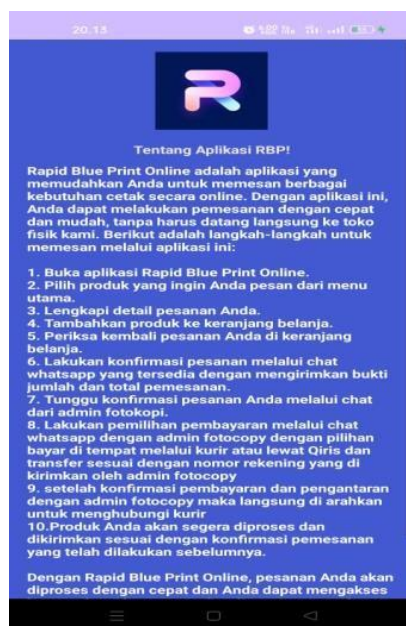 20.13
R
Tentang Aplikasi RBP!
Rapid Blue Print Online adalah aplikasi yang
memudahkan Anda untuk memesan berbagai
kebutuhan cetak secara online. Dengan aplikasi ini,
Anda dapat melakukan pemesanan dengan cepat
dan mudah, tanpa harus datang langsung ke toko
fisik kami. Berikut adalah langkah-langkah untuk
memesan melalui aplikasi ini:
1. Buka aplikasi Rapid Blue Print Online.
2. Pilih produk yang ingin Anda pesan dari menu
utama.
3. Lengkapi detail pesanan Anda.
4. Tambahkan produk ke keranjang belanja.
5. Periksa kembali pesanan Anda di keranjang
belanja.
6. Lakukan konfirmasi pesanan melalui chat
whatsapp yang tersedia dengan mengirimkan bukti
jumlah dan total pemesanan.
7. Tunggu konfirmasi pesanan Anda melalui chat
dari admin fotokopi.
8. Lakukan pemilihan pembayaran melalui chat
whatsapp dengan admin fotocopy dengan pilihan
bayar di tempat melalui kurir atau lewat Qiris dan
transfer sesuai dengan nomor rekening yang di
kirimkan oleh admin fotocopy
9. setelah konfirmasi pembayaran dan pengantaran
dengan admin fotocopy maka langsung di arahkan
untuk menghubungi kurir
10.Produk Anda akan segera diproses dan
dikirimkan sesuai dengan konfirmasi pemesanan
yang telah dilakukan sebelumnya.
Dengan Rapid Blue Print Online, pesanan Anda akan
diproses dengan cepat dan Anda dapat mengakses